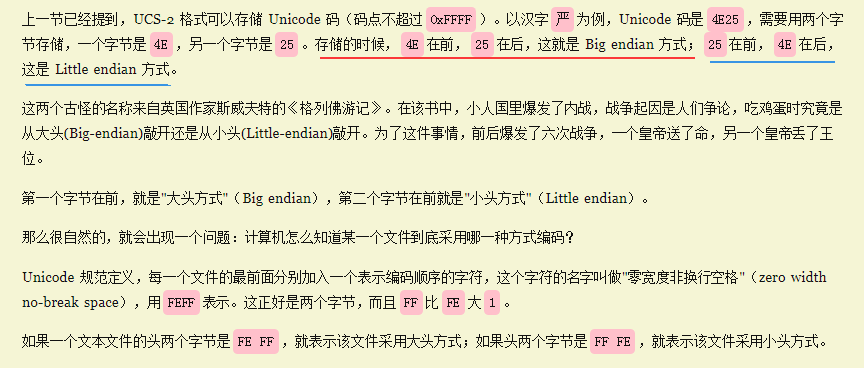 上一节已经提到，UCS-2 格式可以存储 Unicode 码（码点不超过 0xFFFF ）。以汉字 严 为例，Unicode 码是 4E25 ，需要用两个字
节存储，一个字节是 4E ，另一个字节是 25 。存储的时候， 4E 在前， 25 在后，这就是 Big endian 方式； 25 在前， 4E 在后，
这是 Little endian 方式。
这两个古怪的名称来自英国作家斯威夫特的《格列佛游记》。在该书中，小人国里爆发了内战，战争起因是人们争论，吃鸡蛋时究竟是
从大头(Big-endian)敲开还是从小头(Little-endian)敲开。为了这件事情，前后爆发了六次战争，一个皇帝送了命，另一个皇帝丢了王
位。
第一个字节在前，就是"大头方式"（Big endian），第二个字节在前就是"小头方式"（Little endian）。
那么很自然的，就会出现一个问题：计算机怎么知道某一个文件到底采用哪一种方式编码？
Unicode 规范定义，每一个文件的最前面分别加入一个表示编码顺序的字符，这个字符的名字叫做"零宽度非换行空格"（zero width
no-break space），用 FEFF 表示。这正好是两个字节，而且 FF 比 FE 大 1 。
如果一个文本文件的头两个字节是 FE FF ，就表示该文件采用大头方式；如果头两个字节是 FF FE ，就表示该文件采用小头方式。